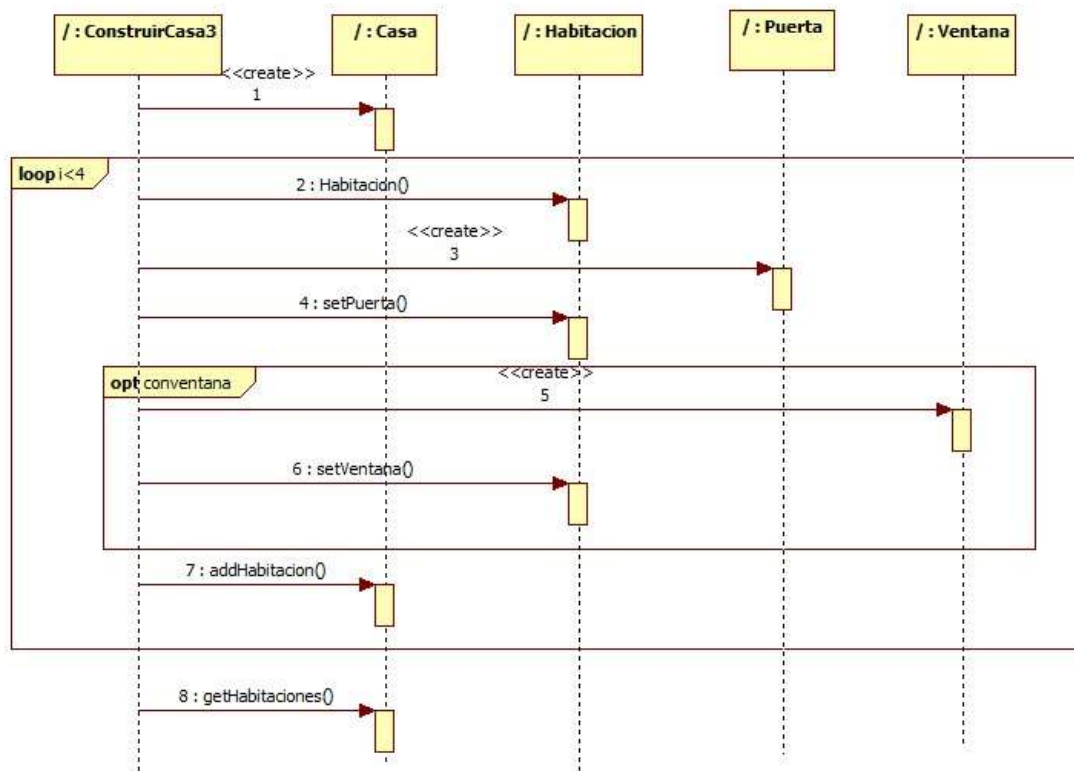 / : ConstruirCasa3
/ : Casa
/ : Habitacion
/ : Puerta
/ : Ventana
<<create>>
1
loop i<4
2 : Habitacion()
<<create>>
3
4 : setPuerta()
opt conventana
<<create>>
5
6 : setVentana()
7 : addHabitacion()
8 : getHabitaciones()